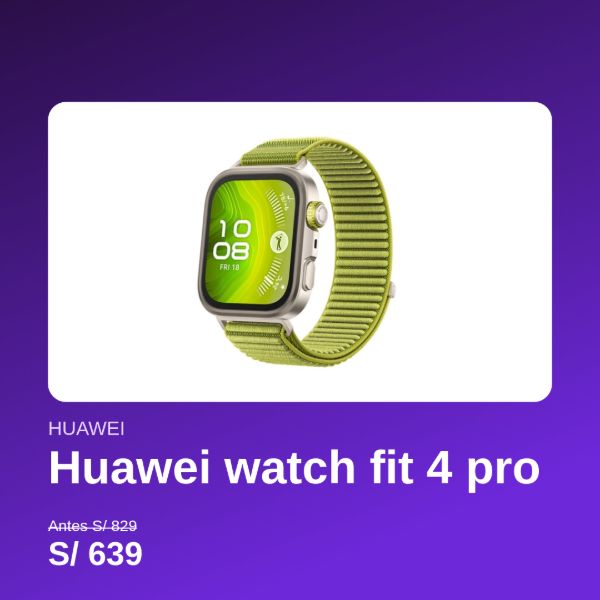 10
08
FRI 18
HUAWEI
Huawei watch fit 4 pro
Antes S/ 829
S/ 639